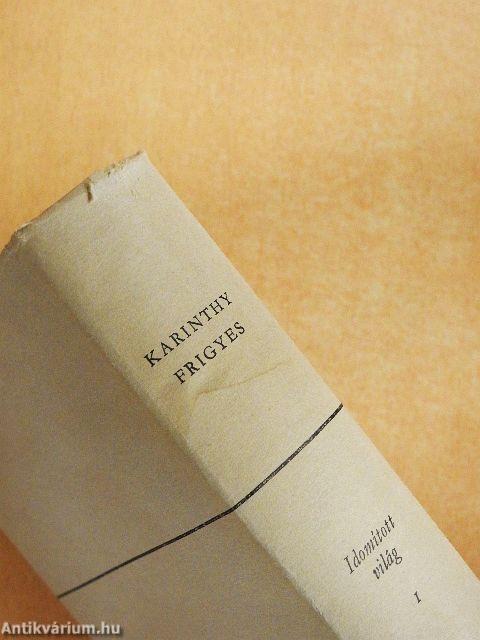 KARINTHY
FRIGYES
Idomított
világ
I
Antikvárium.hu